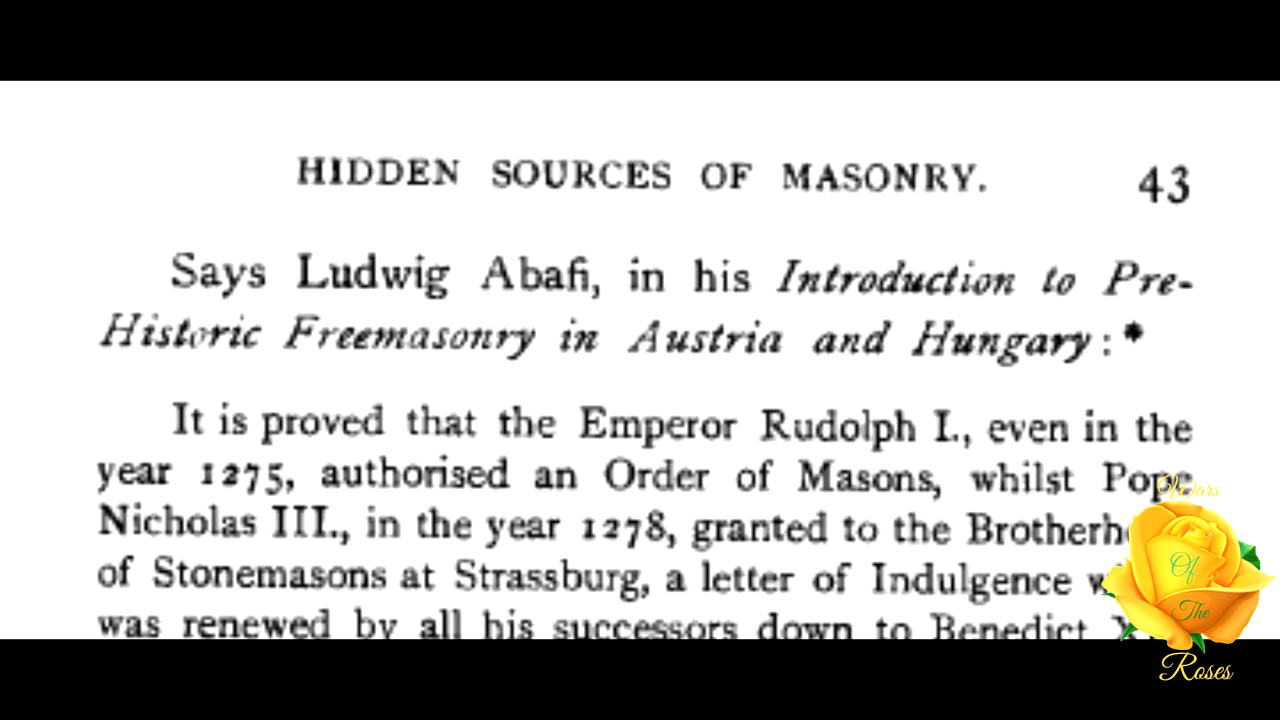 HIDDEN SOURCES OF MASONRY. 43
Says Ludwig Abafi, in his Introduction to Pre-
Historic Freemasonry in Austria and Hungary : *
It is proved that the Emperor Rudolph I., even in the
year 1275, authorised an Order of Masons, whilst Pope
Nicholas III., in the year 1278, granted to the
of Stonemasons at Strassburg, a letter of Indulgence
was renewed by all his successors down to Benedict
Wars
Of
The
Roses